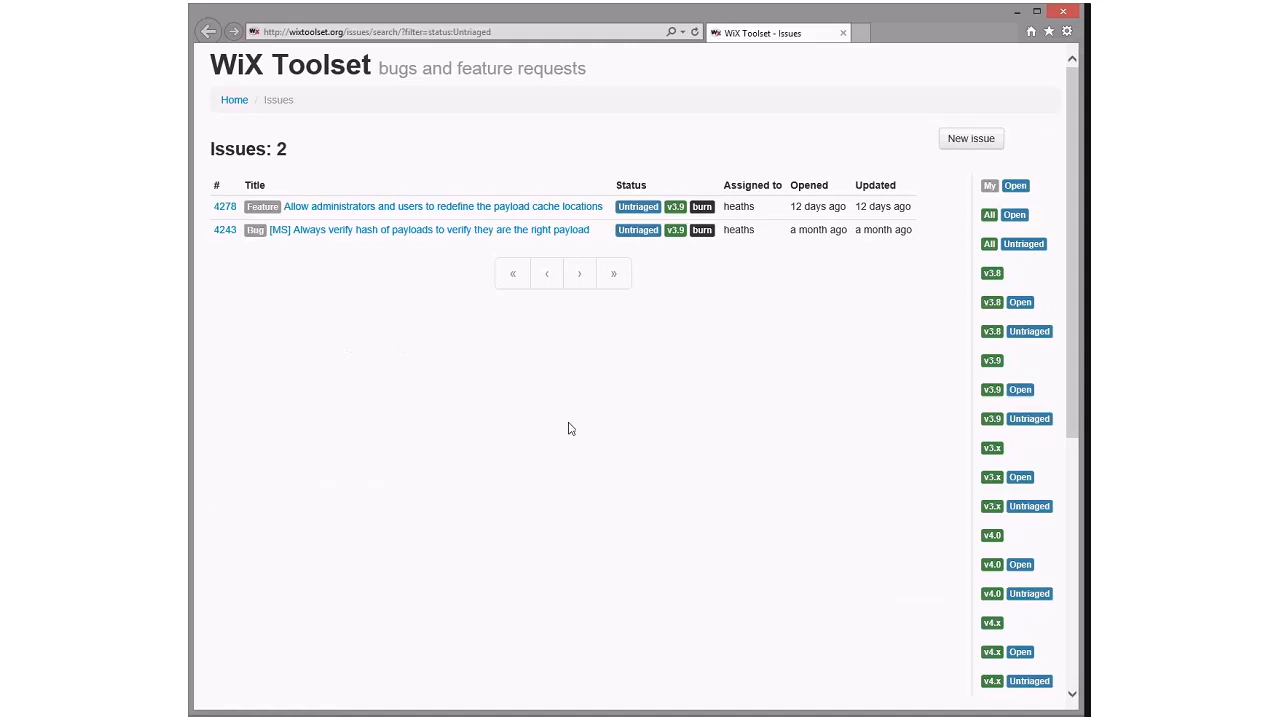 http://wixtoolset.org/issues/search/?filter=status:Untriaged
WiX Toolset - Issues
WiX Toolset bugs and feature requests
Home / Issues
New issue
Issues: 2
# Title Status Assigned to Opened Updated
4278 Feature Allow administrators and users to redefine the payload cache locations Untriaged v3.9 burn heaths 12 days ago 12 days ago
4243 Bug [MS] Always verify hash of payloads to verify they are the right payload Untriaged v3.9 burn heaths a month ago a month ago
« ‹ › »
My Open
All Open
All Untriaged
v3.8
v3.8 Open
v3.8 Untriaged
v3.9
v3.9 Open
v3.9 Untriaged
v3.x
v3.x Open
v3.x Untriaged
v4.0
v4.0 Open
v4.0 Untriaged
v4.x
v4.x Open
v4.x Untriaged